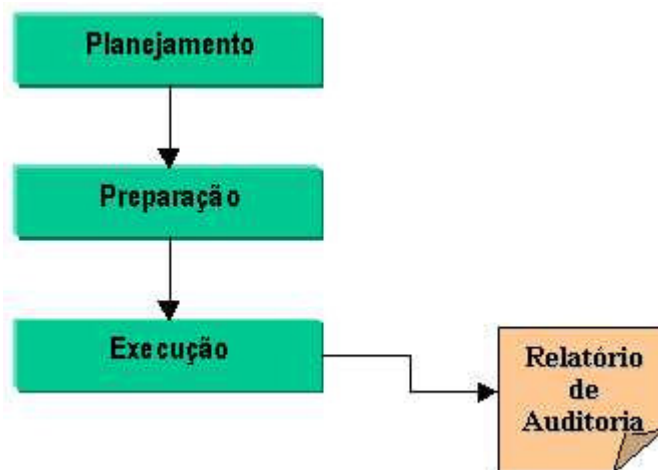 Planejamento
Preparação
Execução
Relatório
de
Auditoria